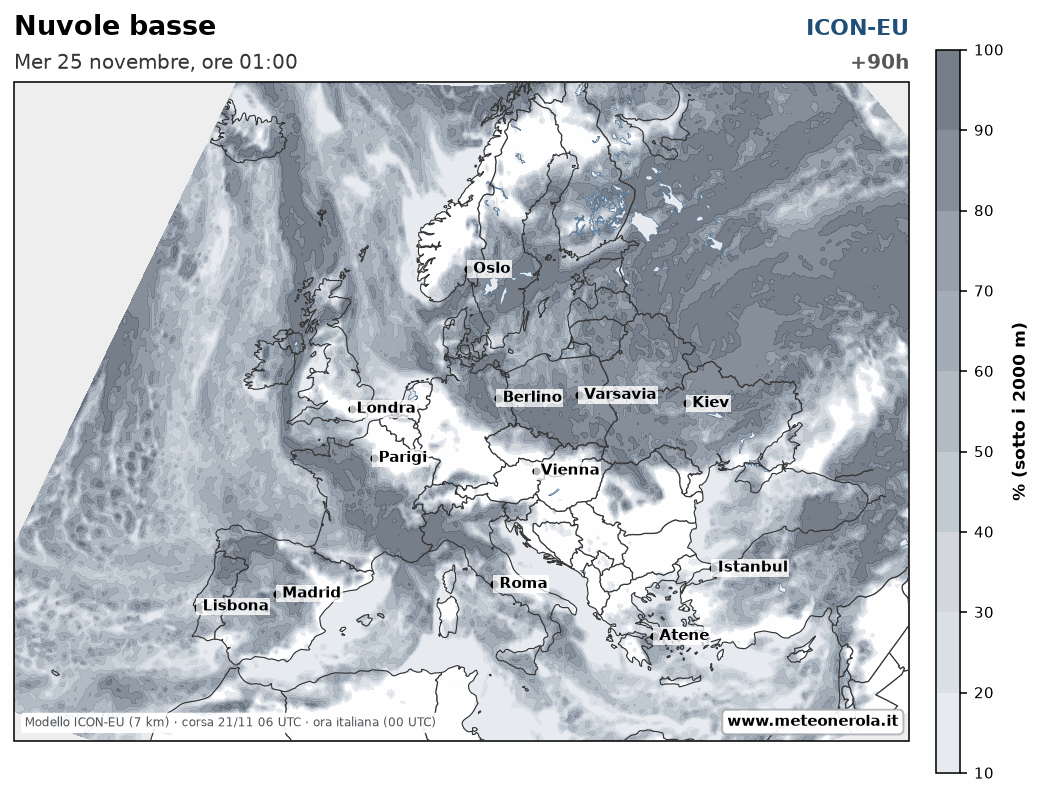 Nuvole basse
ICON-EU
Mer 25 novembre, ore 01:00
+90h
Oslo
Londra
Berlino
Varsavia
Kiev
Parigi
Vienna
Istanbul
Roma
Madrid
Lisbona
Atene
Modello ICON-EU (7 km) · corsa 21/11 06 UTC · ora italiana (00 UTC)
www.meteonerola.it
100
90
80
70
60
50
40
30
20
10
% (sotto i 2000 m)